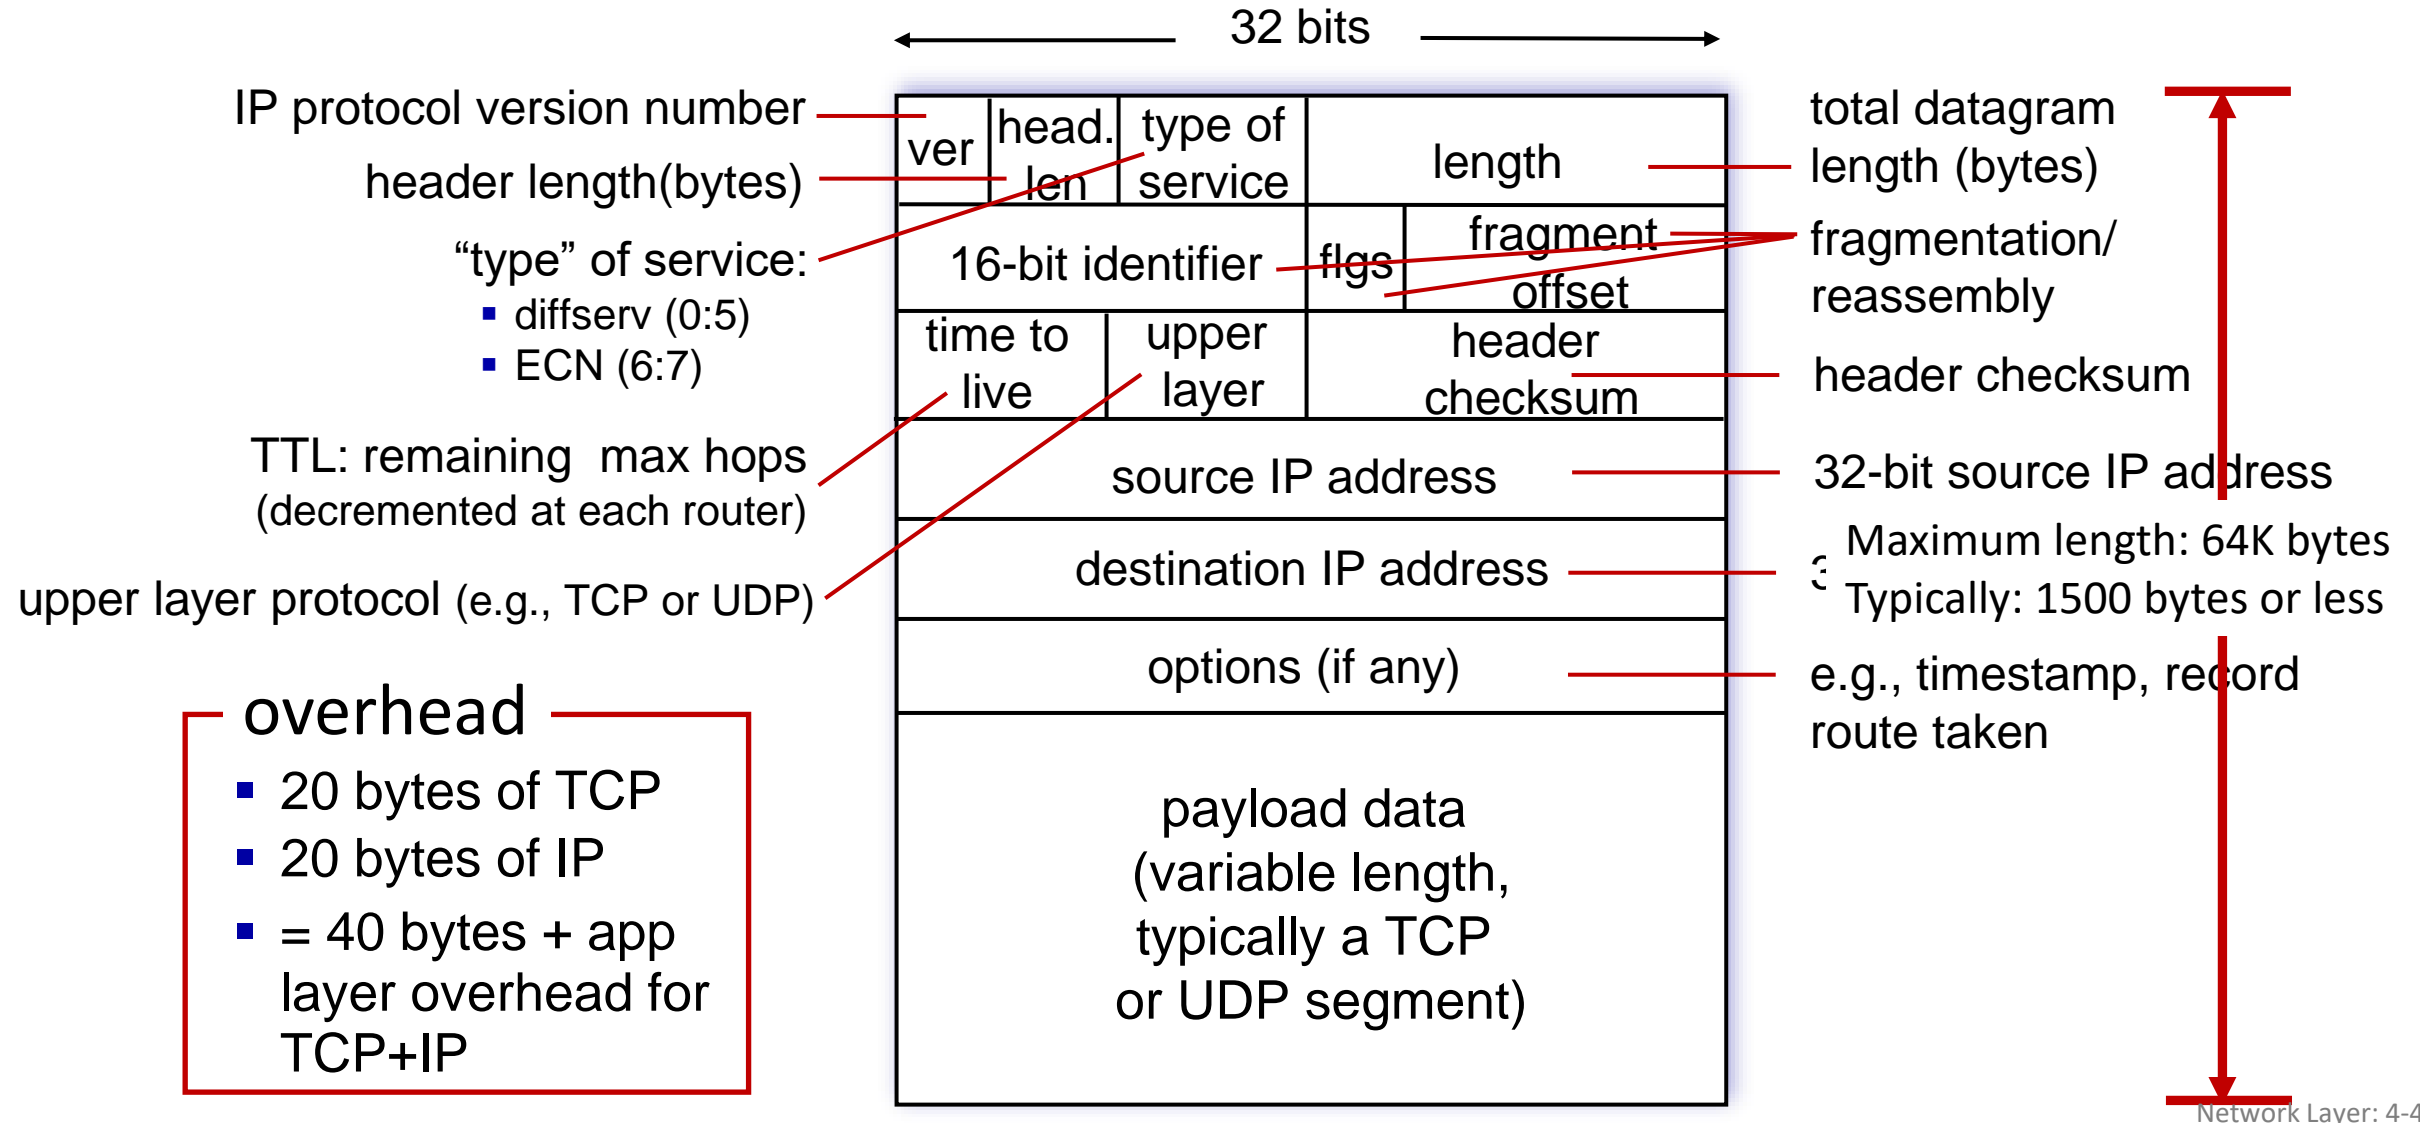 32 bits
IP protocol version number
header length(bytes)
“type” of service:
▪ diffserv (0:5)
▪ ECN (6:7)
TTL: remaining  max hops
(decremented at each router)
upper layer protocol (e.g., TCP or UDP)
ver
head.
len
type of
service
length
16-bit identifier
flgs
fragment
offset
time to
live
upper
layer
header
checksum
source IP address
destination IP address
options (if any)
payload data
(variable length,
typically a TCP
or UDP segment)
total datagram
length (bytes)
fragmentation/
reassembly
header checksum
32-bit source IP address
Maximum length: 64K bytes
Typically: 1500 bytes or less
e.g., timestamp, record
route taken
overhead
▪ 20 bytes of TCP
▪ 20 bytes of IP
▪ = 40 bytes + app
layer overhead for
TCP+IP
Network Layer: 4-4